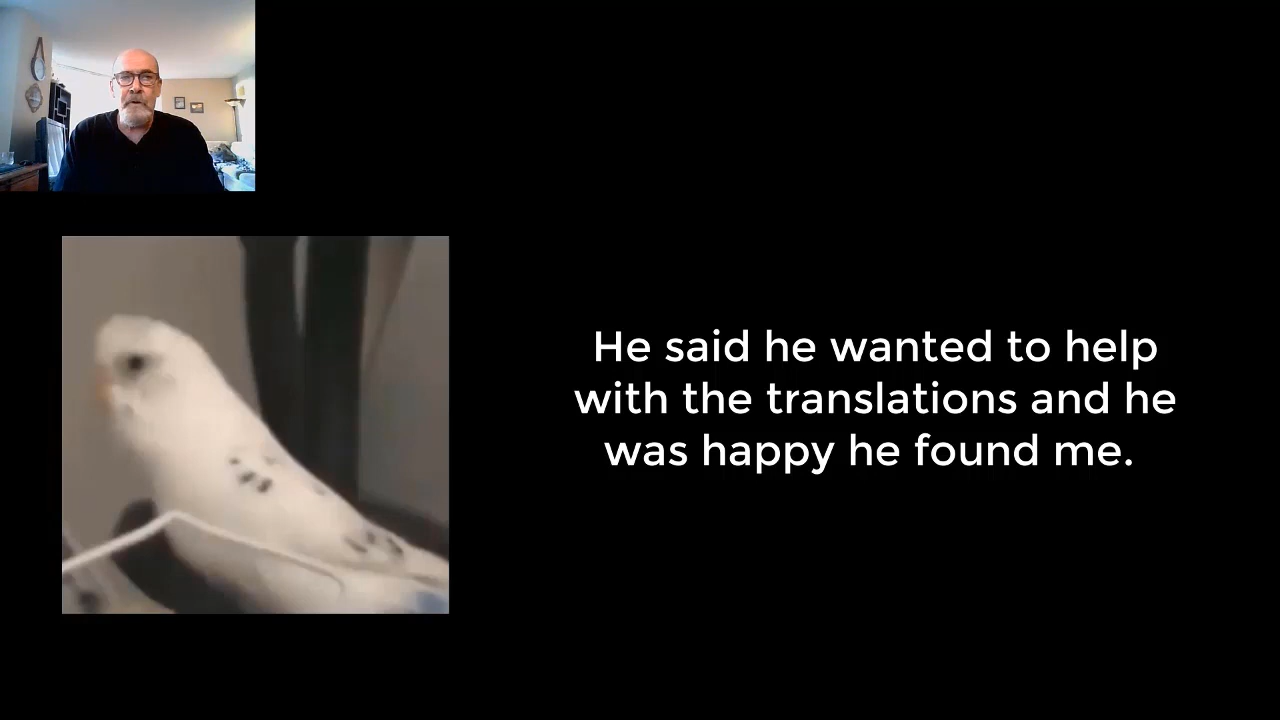 He said he wanted to help
with the translations and he
was happy he found me.